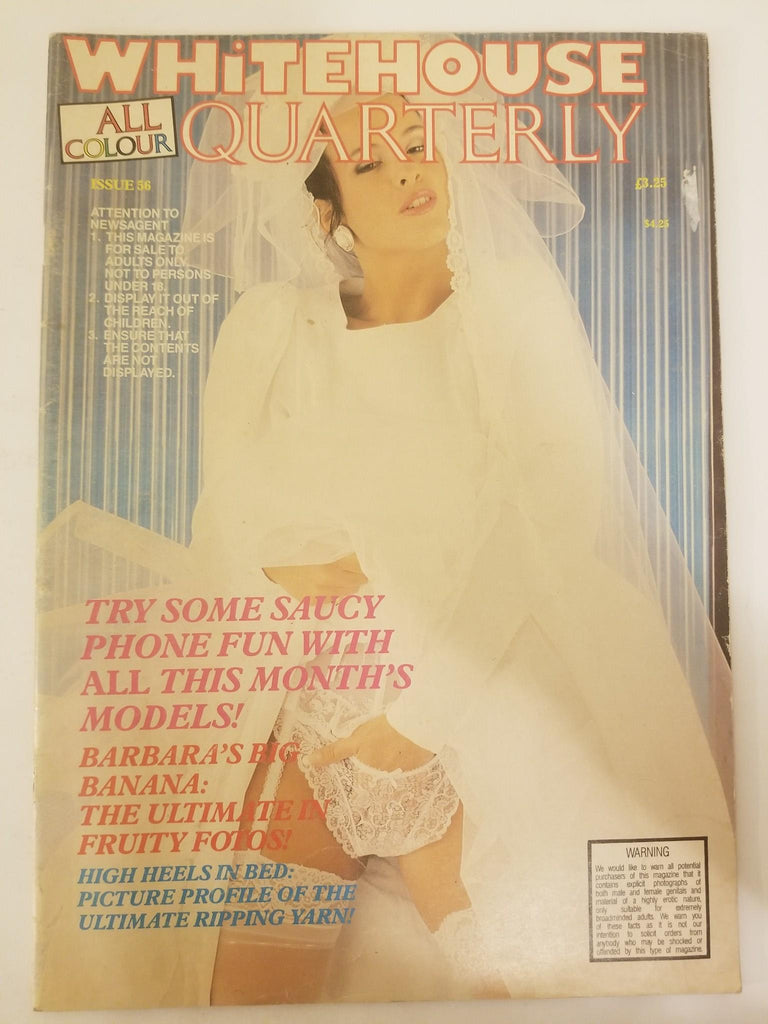 WHiTEHOUSE
ALL
COLOUR
QUARTERLY
ISSUE 56
£3.25
$4.25
ATTENTION TO
NEWSAGENT
1. THIS MAGAZINE IS
FOR SALE TO
ADULTS ONLY
NOT TO PERSONS
UNDER 18.
2. DISPLAY IT OUT OF
THE REACH OF
CHILDREN.
3. ENSURE THAT
THE CONTENTS
ARE NOT
DISPLAYED.
TRY SOME SAUCY
PHONE FUN WITH
ALL THIS MONTH'S
MODELS!
BARBARA'S BIG
BANANA:
THE ULTIMATE IN
FRUITY FOTOS!
HIGH HEELS IN BED:
PICTURE PROFILE OF THE
ULTIMATE RIPPING YARN!
WARNING
We would like to warn all potential
purchasers of this magazine that it
contains explicit photographs of
both male and female genitals and
material of a highly erotic nature,
only suitable for extremely
broadminded adults. We warn you
of these facts as it is not our
intention to solicit orders from
anybody who may be shocked or
offended by this type of magazine.